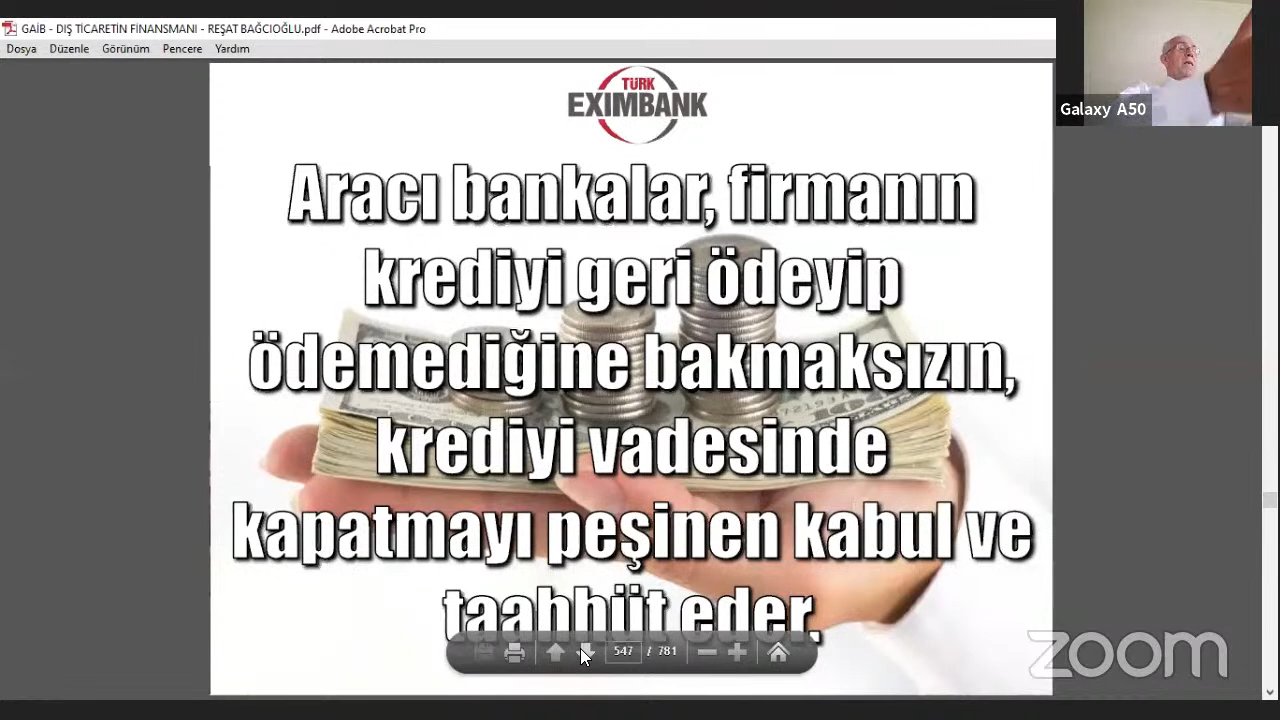 GAİB - DIŞ TİCARETİN FİNANSMANI - REŞAT BAĞCIOĞLU.pdf - Adobe Acrobat Pro
Dosya Düzenle Görünüm Pencere Yardım
Galaxy A50
TÜRK
EXIMBANK
Aracı bankalar, firmanın
krediyi geri ödeyip
ödemediğine bakmaksızın,
krediyi vadesinde
kapatmayı peşinen kabul ve
taahhüt eder.
547 / 781
zoom